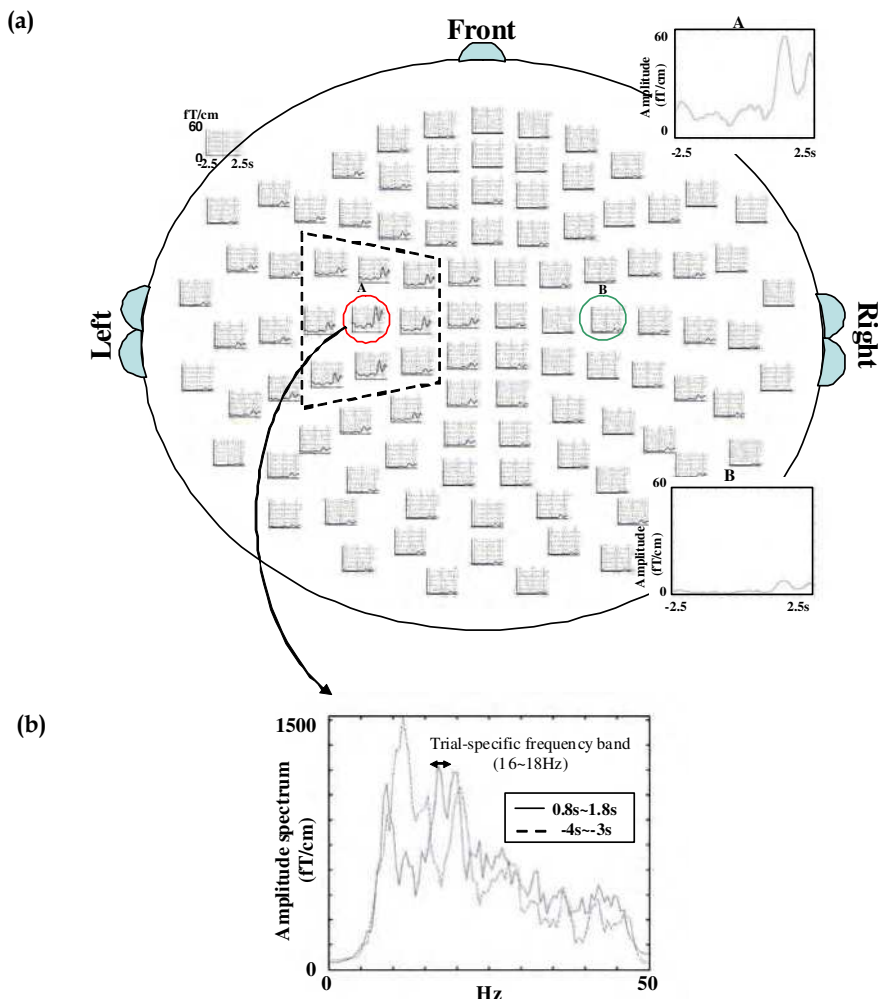 (a)
Front
A
60
Amplitude
(fT/cm)
0
-2.5
2.5s
fT/cm
60
0
-2.5
2.5s
A
B
Left
Right
B
60
Amplitude
(fT/cm)
0
-2.5
2.5s
(b)
1500
Trial-specific frequency band
(16~18Hz)
0.8s~1.8s
-4s~-3s
Amplitude spectrum
(fT/cm)
0
0
50
Hz